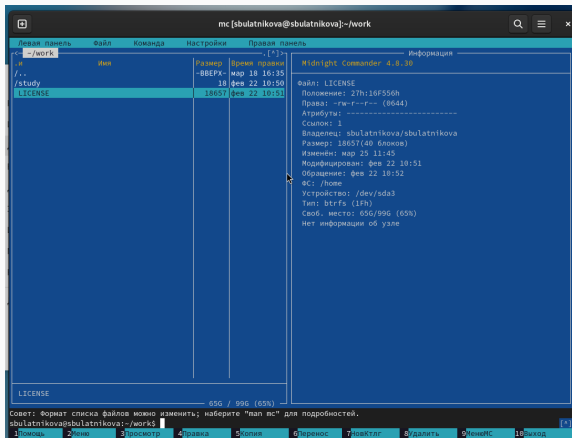 mc [sbulatnikova@sbulatnikova]:~/work
Левая панель Файл Команда Настройки Правая панель
<— ~/work .[^]>
.и Имя Размер Время правки
/.. -ВВЕРХ- мар 18 16:35
/study 18 фев 22 10:50
LICENSE 18657 фев 22 10:51
LICENSE
65G / 99G (65%)
Информация
Midnight Commander 4.8.30
Файл: LICENSE
Положение: 27h:16F556h
Права: -rw-r--r-- (0644)
Атрибуты: ------------------------
Ссылок: 1
Владелец: sbulatnikova/sbulatnikova
Размер: 18657(40 блоков)
Изменён: мар 25 11:45
Модифицирован: фев 22 10:51
Обращение: фев 22 10:52
ФС: /home
Устройство: /dev/sda3
Тип: btrfs (1Fh)
Своб. место: 65G/99G (65%)
Нет информации об узле
Совет: Формат списка файлов можно изменить; наберите "man mc" для подробностей.
sbulatnikova@sbulatnikova:~/work$ [^]
1Помощь 2Меню 3Просмотр 4Правка 5Копия 6Перенос 7НовКтлг 8Удалить 9МенюМС 10Выход